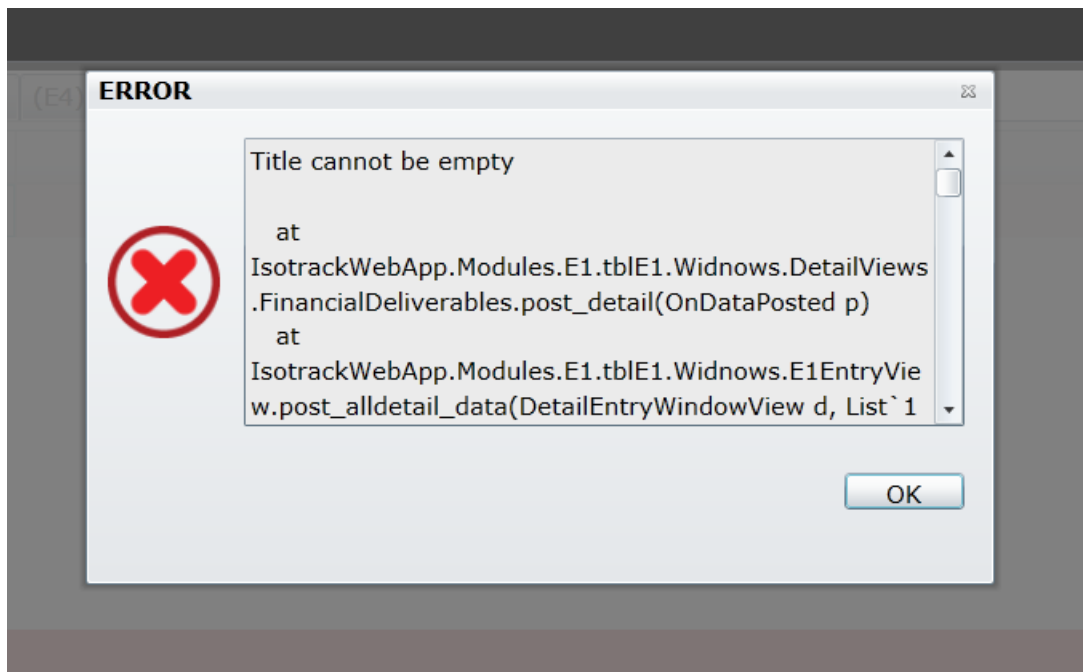 (E4)
ERROR
Title cannot be empty
at
IsotrackWebApp.Modules.E1.tblE1.Widnows.DetailViews
.FinancialDeliverables.post_detail(OnDataPosted p)
at
IsotrackWebApp.Modules.E1.tblE1.Widnows.E1EntryVie
w.post_alldetail_data(DetailEntryWindowView d, List`1
OK